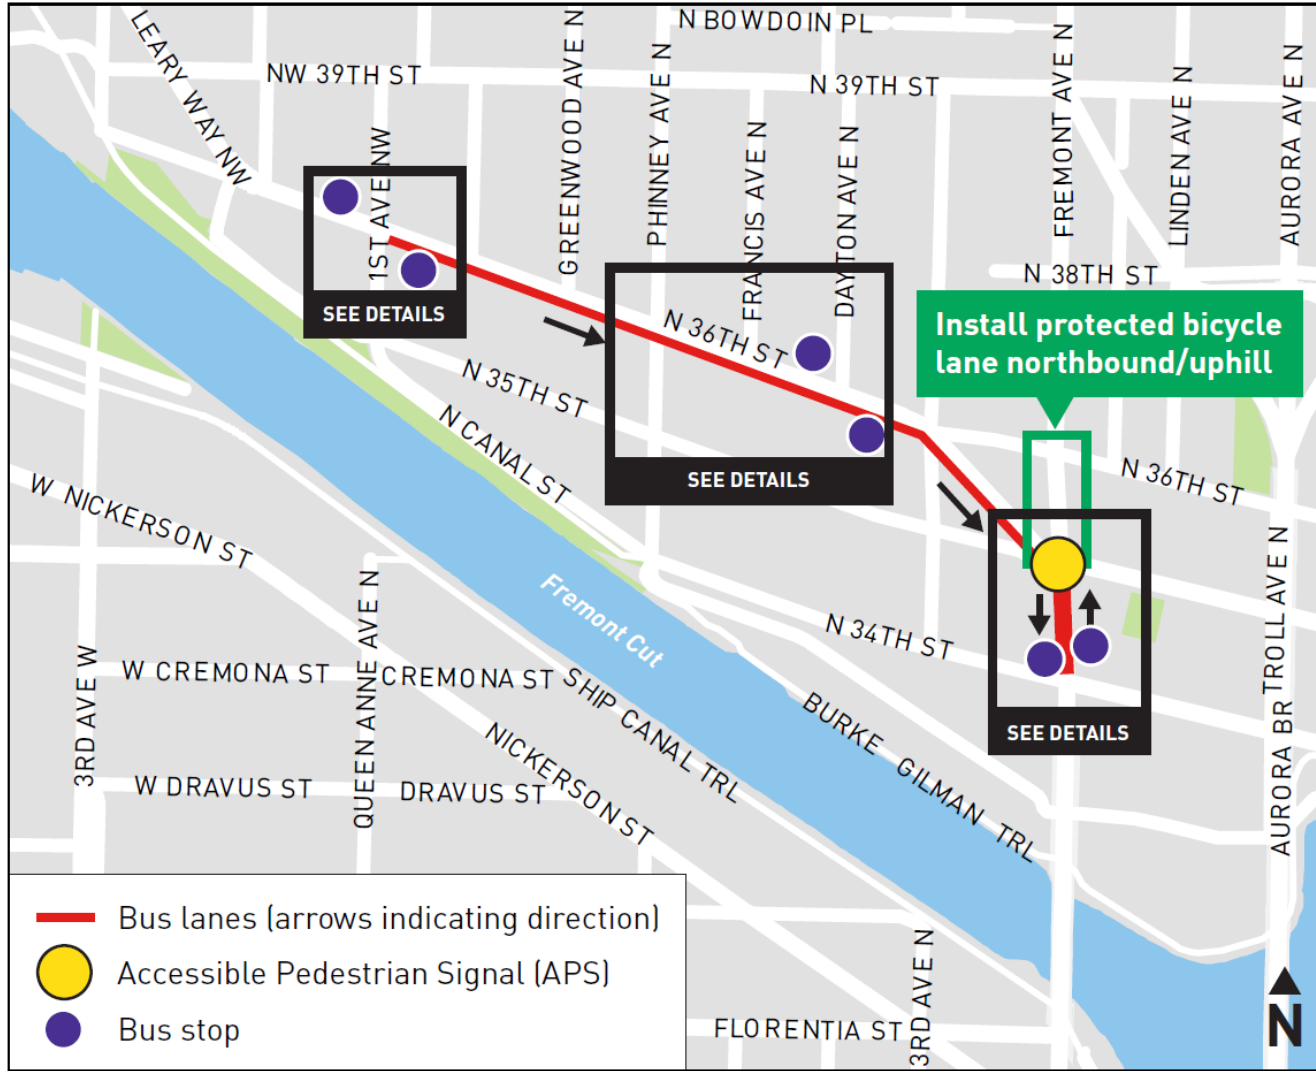 N BOWDOIN PL
LEARY WAY NW
NW 39TH ST
N 39TH ST
1ST AVE NW
GREENWOOD AVE N
PHINNEY AVE N
FRANCIS AVE N
DAYTON AVE N
FREMONT AVE N
LINDEN AVE N
AURORA AVE N
N 38TH ST
SEE DETAILS
Install protected bicycle
lane northbound/uphill
N 36TH ST
N 35TH ST
N CANAL ST
SEE DETAILS
N 36TH ST
W NICKERSON ST
Fremont Cut
N 34TH ST
TROLL AVE N
3RD AVE W
W CREMONA ST
QUEEN ANNE AVE N
CREMONA ST
SHIP CANAL TRL
BURKE GILMAN TRL
SEE DETAILS
AURORA BR
W DRAVUS ST
DRAVUS ST
NICKERSON ST
Bus lanes (arrows indicating direction)
Accessible Pedestrian Signal (APS)
Bus stop
3RD AVE N
FLORENTIA ST
N